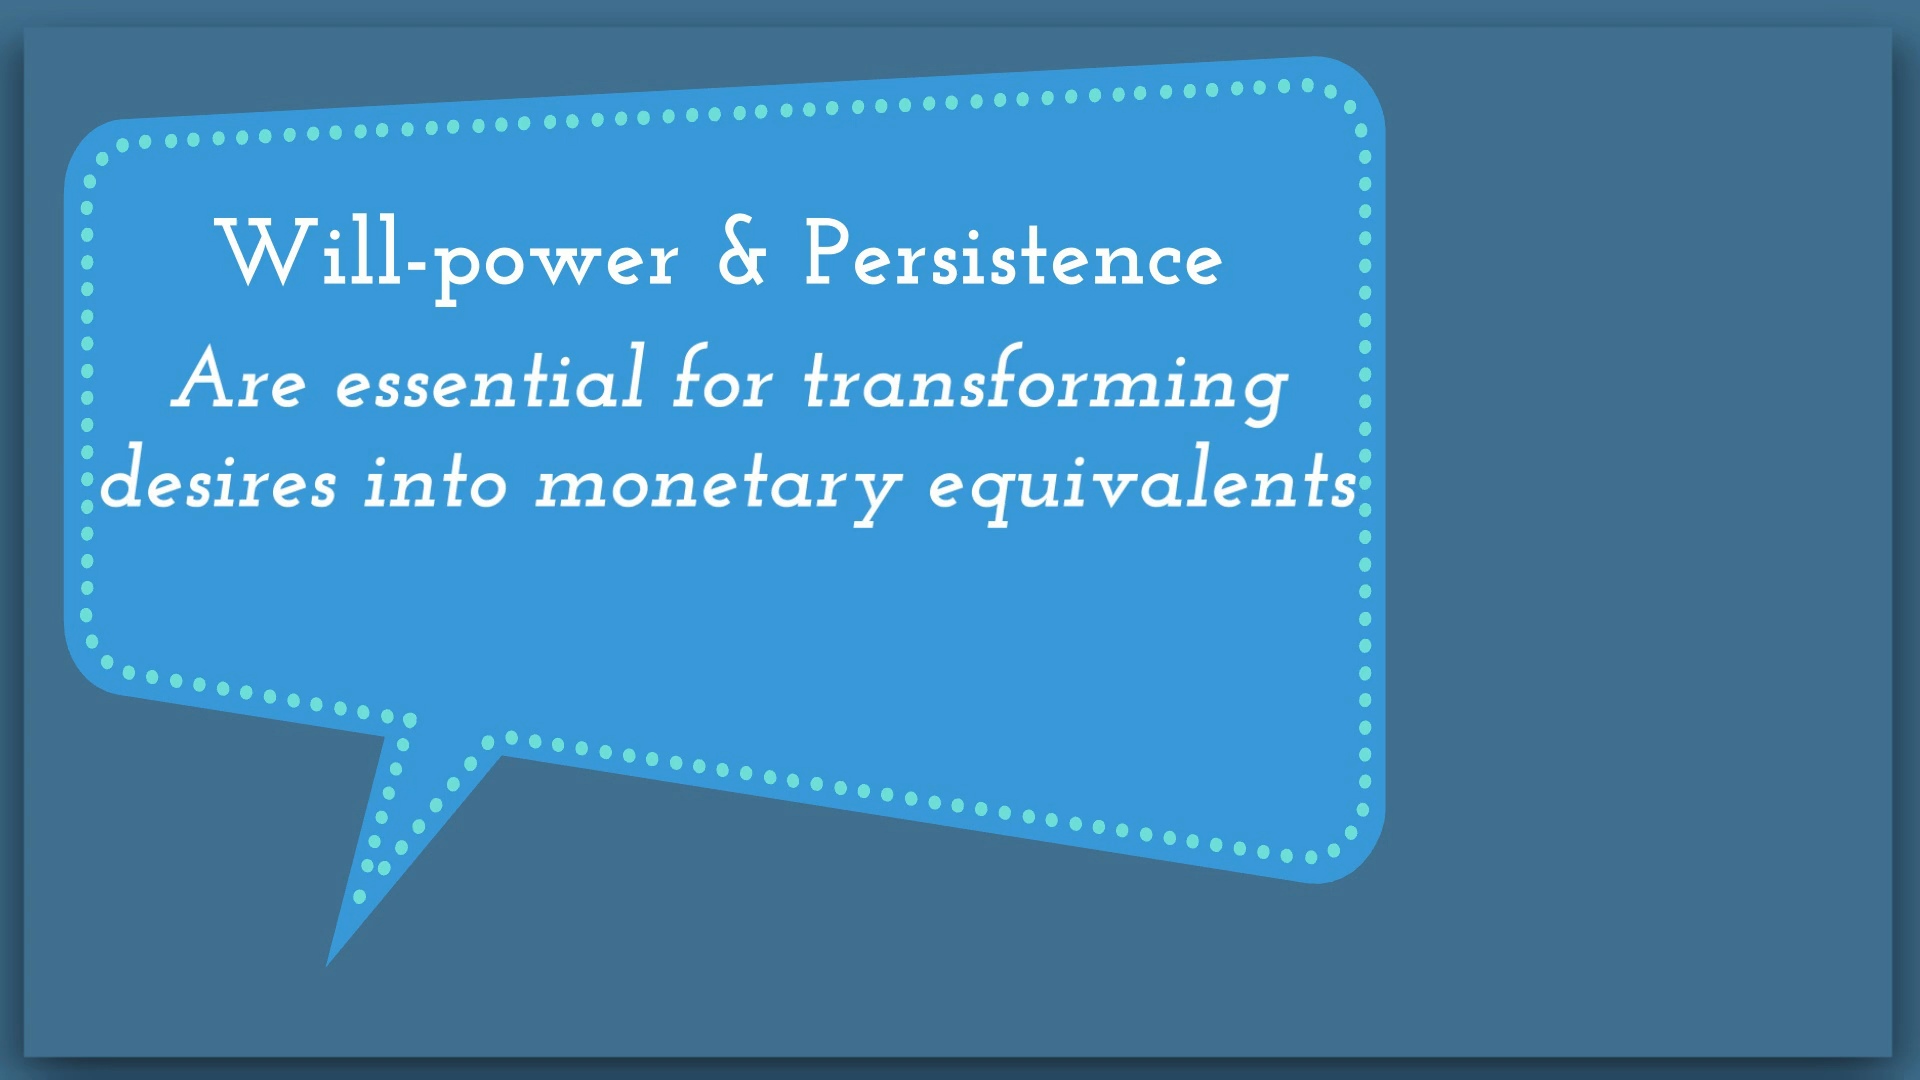 Will-power & Persistence
Are essential for transforming
desires into monetary equivalents